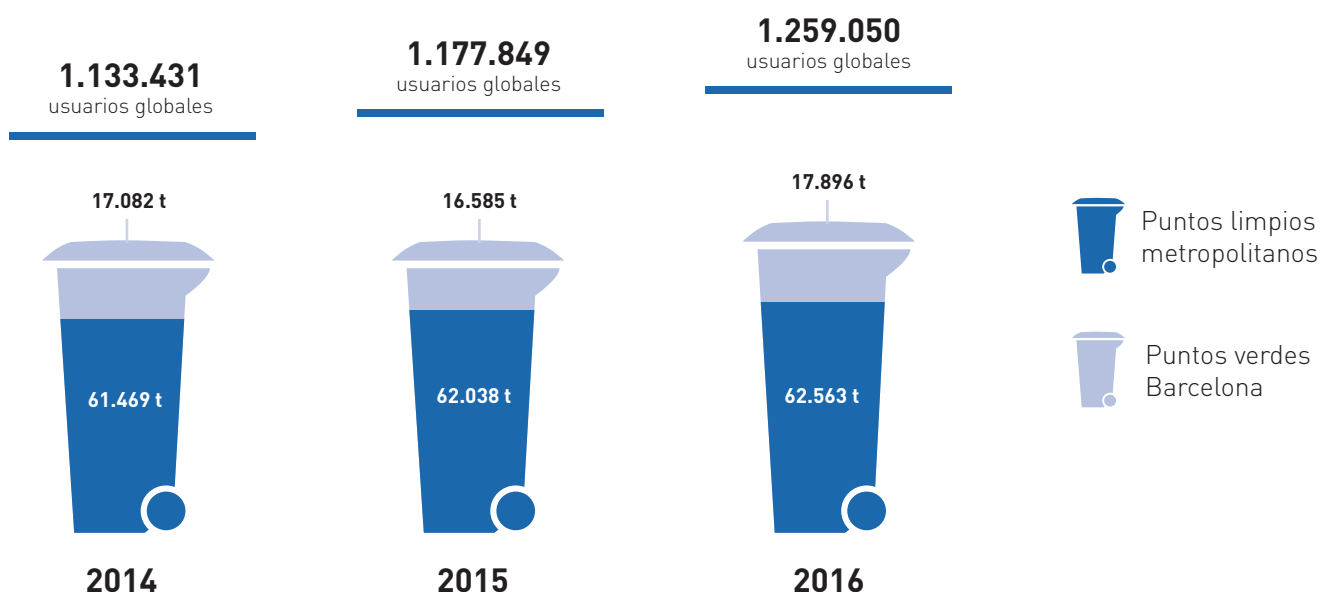 1.133.431
usuarios globales
1.177.849
usuarios globales
1.259.050
usuarios globales
17.082 t
16.585 t
17.896 t
61.469 t
62.038 t
62.563 t
2014
2015
2016
Puntos limpios
metropolitanos
Puntos verdes
Barcelona